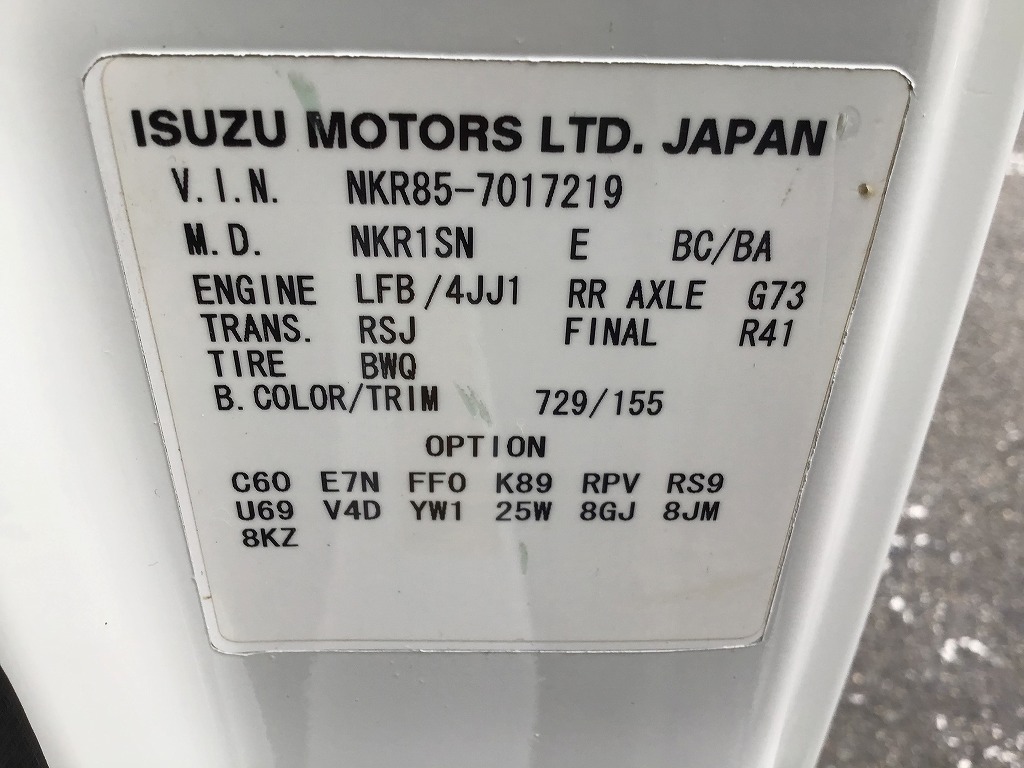 ISUZU MOTORS LTD. JAPAN
V.I.N. NKR85-7017219
M.D. NKR1SN E BC/BA
ENGINE LFB/4JJ1 RR AXLE G73
TRANS. RSJ FINAL R41
TIRE BWQ
B.COLOR/TRIM 729/155
OPTION
C60 E7N FF0 K89 RPV RS9
U69 V4D YW1 25W 8GJ 8JM
8KZ